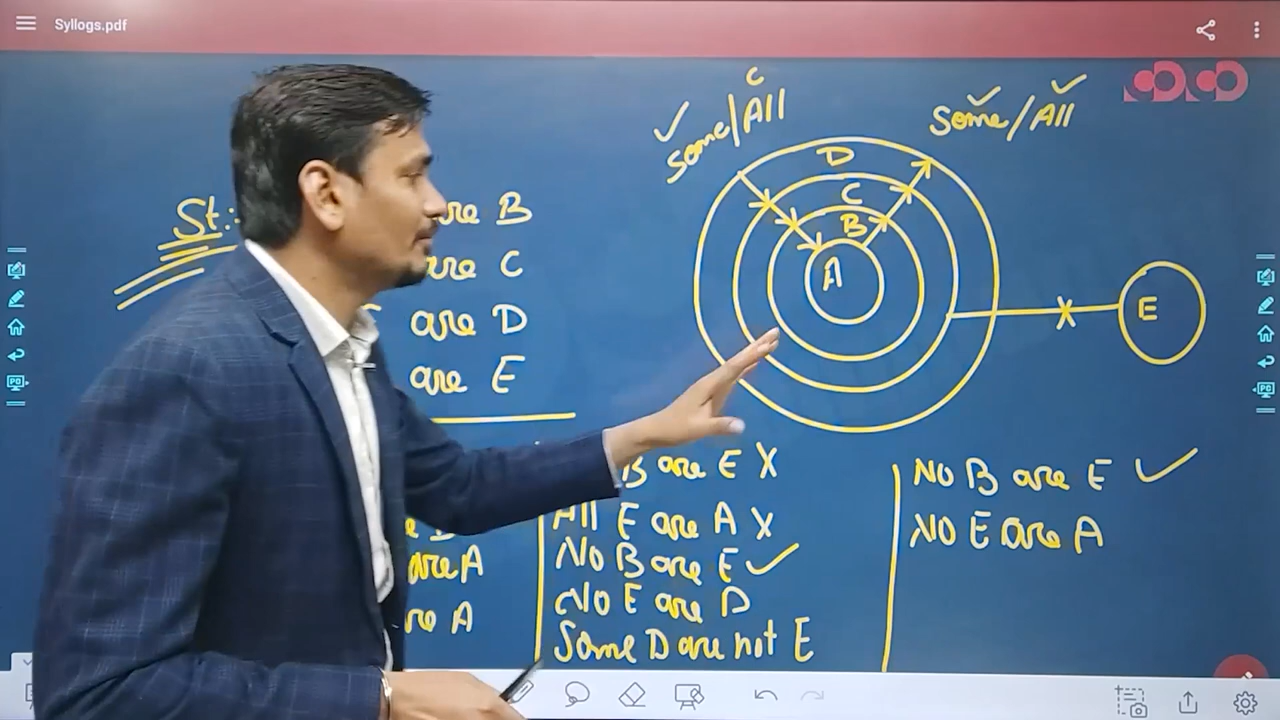 Syllogs.pdf
c
Some/All
Some/All
St:
are B
are C
are D
are E
D
C
B
A
E
B are E X
All E are A X
No B are E ✓
No E are D
Some D are not E
are A
A
No B are E ✓
No E are A